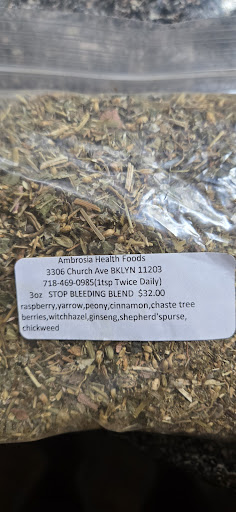 Ambrosia Health Foods
3306 Church Ave BKLYN 11203
718-469-0985(1tsp Twice Daily)
3oz STOP BLEEDING BLEND $32.00
raspberry,yarrow,peony,cinnamon,chaste tree
berries,witchhazel,ginseng,shepherd'spurse,
chickweed